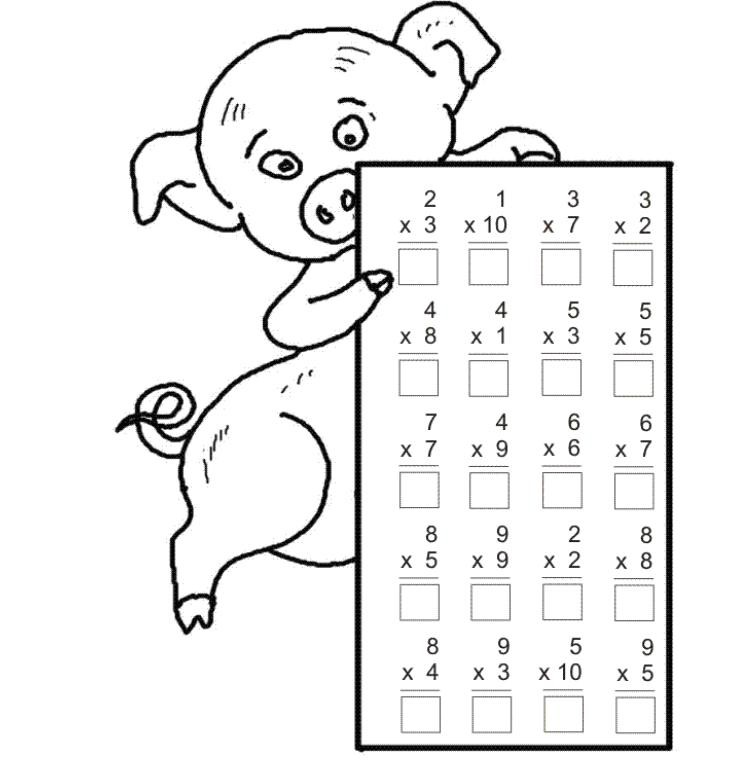 2 1 3 3
x 3 x 10 x 7 x 2
4 4 5 5
x 8 x 1 x 3 x 5
7 4 6 6
x 7 x 9 x 6 x 7
8 9 2 8
x 5 x 9 x 2 x 8
8 9 5 9
x 4 x 3 x 10 x 5